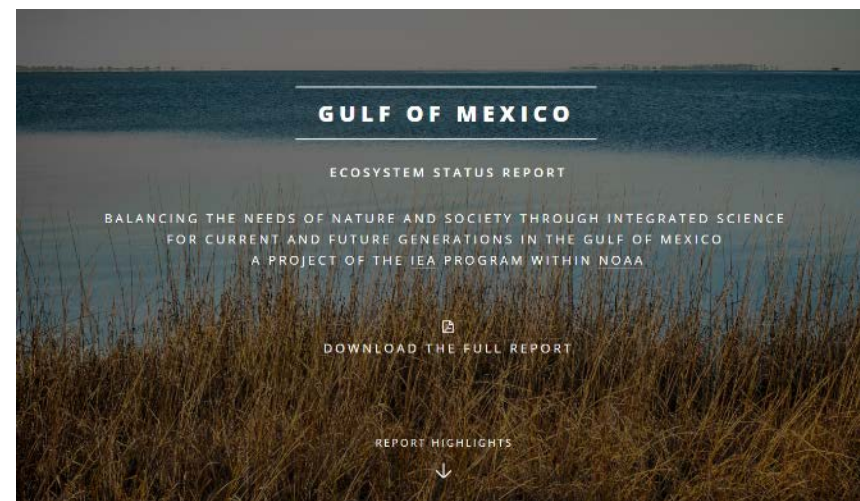 GULF OF MEXICO
ECOSYSTEM STATUS REPORT
BALANCING THE NEEDS OF NATURE AND SOCIETY THROUGH INTEGRATED SCIENCE
FOR CURRENT AND FUTURE GENERATIONS IN THE GULF OF MEXICO
A PROJECT OF THE IEA PROGRAM WITHIN NOAA
DOWNLOAD THE FULL REPORT
REPORT HIGHLIGHTS